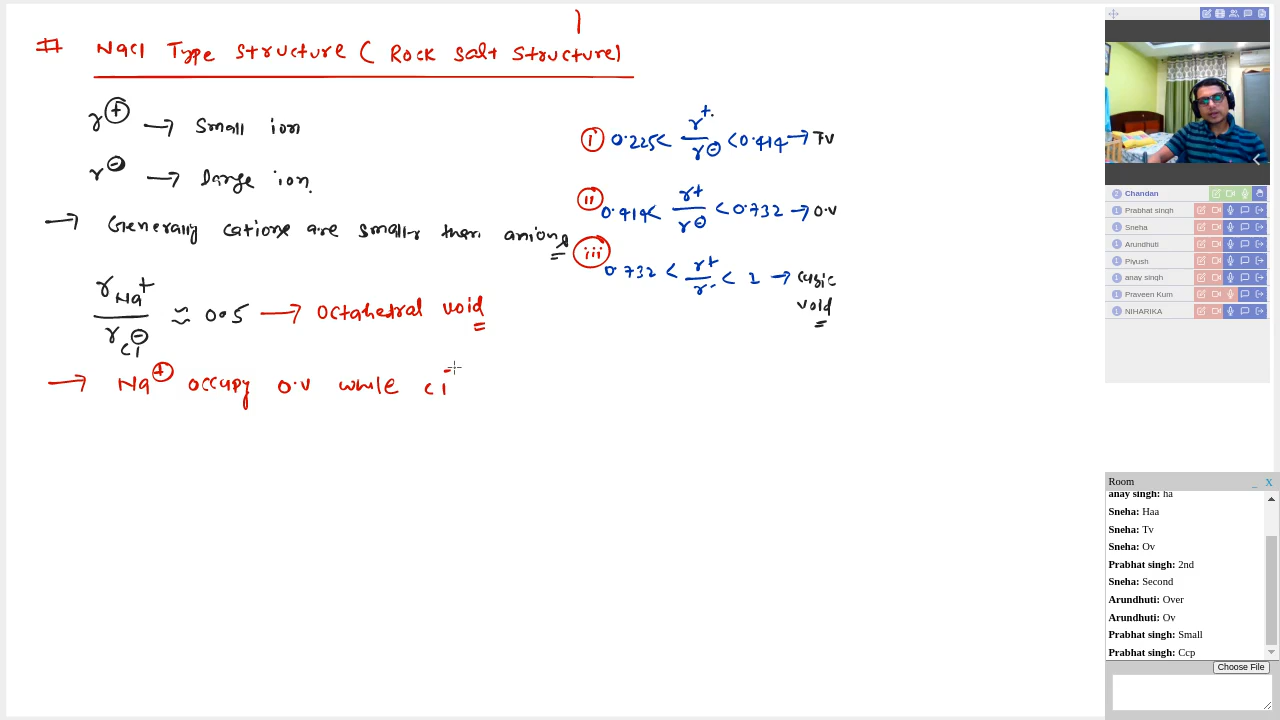 # NaCl Type Structure ( Rock Salt Structure)
r⊕ → Small ion
r⊖ → Large ion.
→ Generally cations are smaller then anions
r Na+ / r Cl⊖ ≈ 0.5 → Octahedral void
→ Na⊕ occupy O.V while Cl-
(i) 0.225 < r+ / r⊖ < 0.414 → TV
(ii) 0.414 < r+ / r⊖ < 0.732 → O.V
(iii) 0.732 < r+ / r- < 1 → cubic
void
Chandan
Prabhat singh
Sneha
Arundhuti
Piyush
anay singh
Praveen Kum
NIHARIKA
Room _ X
anay singh: ha
Sneha: Haa
Sneha: Tv
Sneha: Ov
Prabhat singh: 2nd
Sneha: Second
Arundhuti: Over
Arundhuti: Ov
Prabhat singh: Small
Prabhat singh: Ccp
Choose File